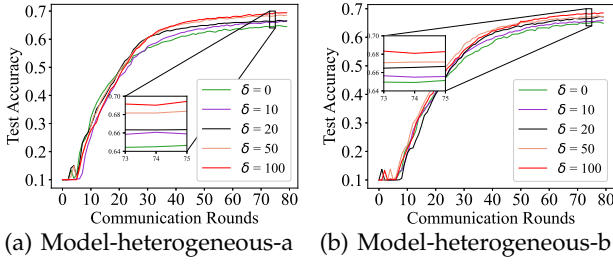 0.7
0.6
0.5
0.4
0.3
0.2
0.1
Test Accuracy
0 10 20 30 40 50 60 70 80
Communication Rounds
0.70
0.68
0.66
0.64
73 74 75
δ = 0
δ = 10
δ = 20
δ = 50
δ = 100
(a) Model-heterogeneous-a
0.7
0.6
0.5
0.4
0.3
0.2
0.1
Test Accuracy
0 10 20 30 40 50 60 70 80
Communication Rounds
0.70
0.68
0.66
0.64
73 74 75
δ = 0
δ = 10
δ = 20
δ = 50
δ = 100
(b) Model-heterogeneous-b